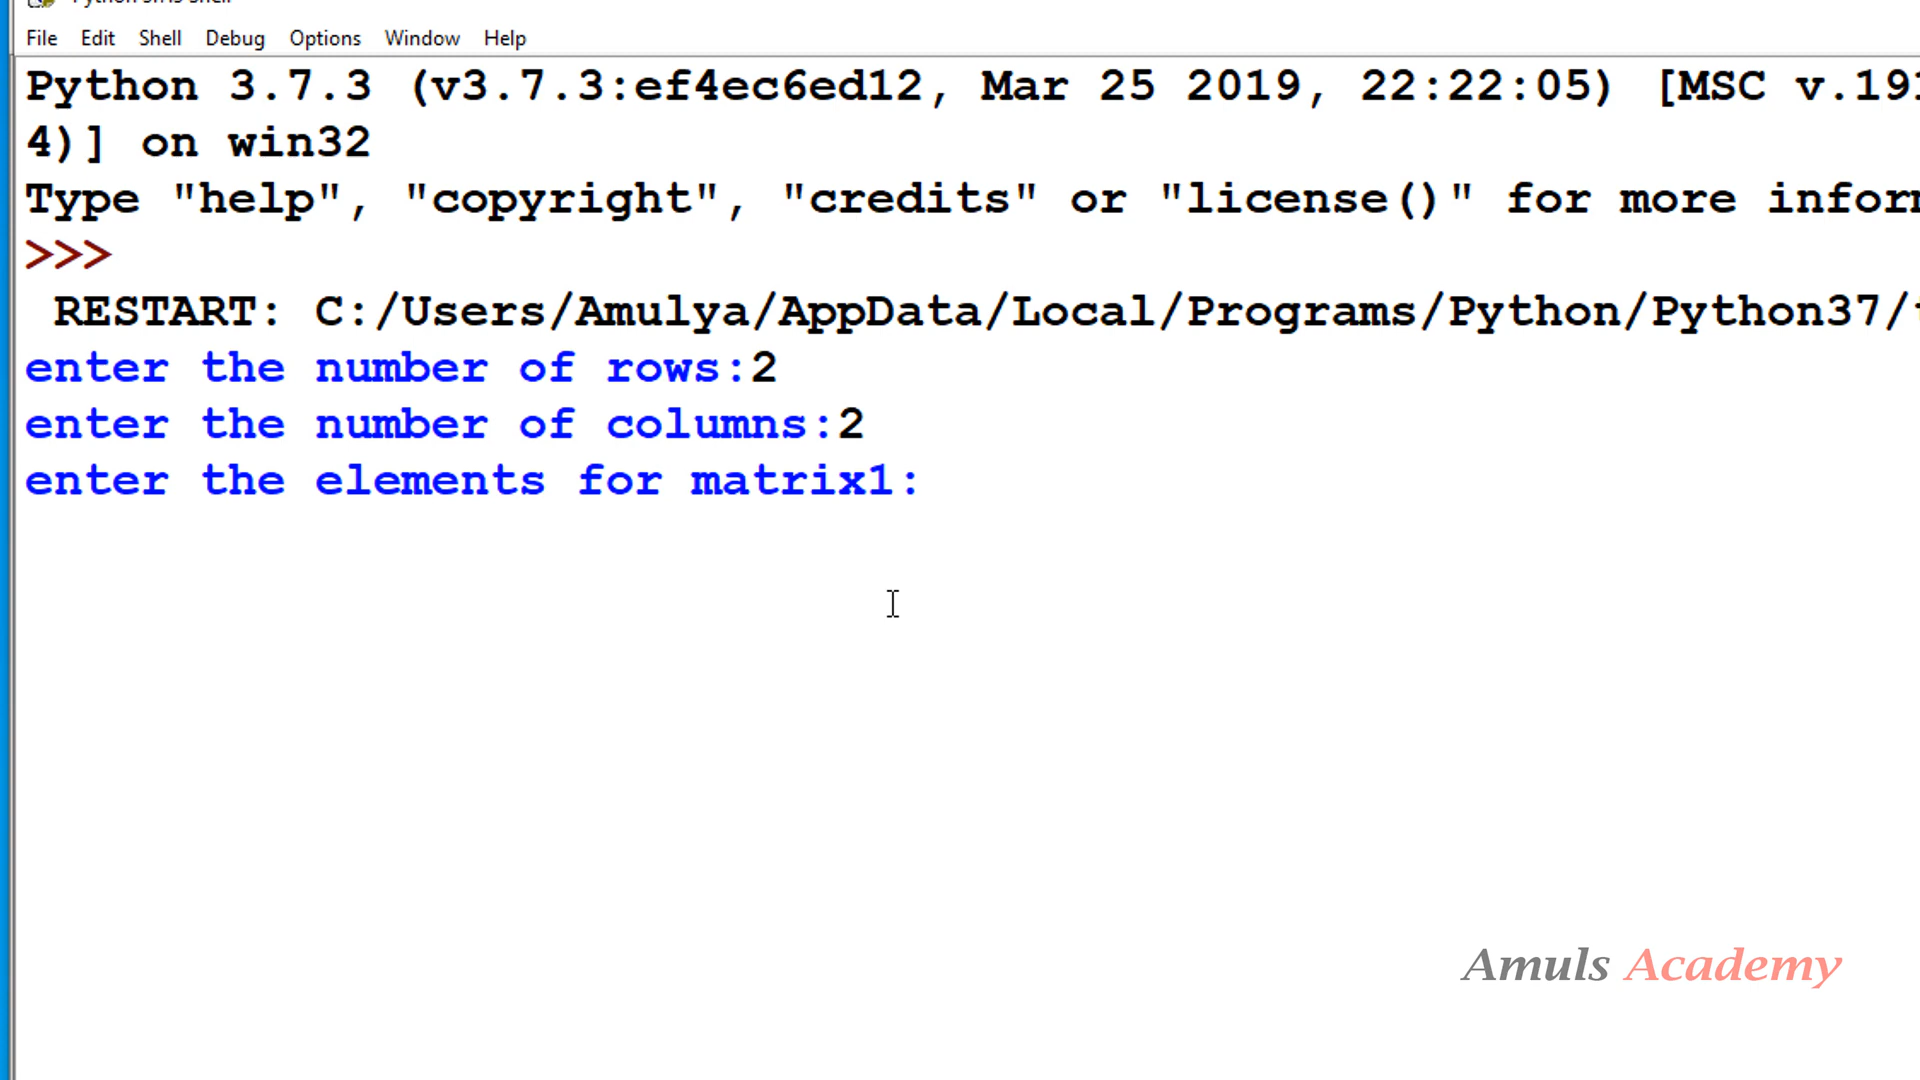 File Edit Shell Debug Options Window Help
Python 3.7.3 (v3.7.3:ef4ec6ed12, Mar 25 2019, 22:22:05) [MSC v.191
4)] on win32
Type "help", "copyright", "credits" or "license()" for more inform
>>>
RESTART: C:/Users/Amulya/AppData/Local/Programs/Python/Python37/
enter the number of rows:2
enter the number of columns:2
enter the elements for matrix1:
Amuls Academy